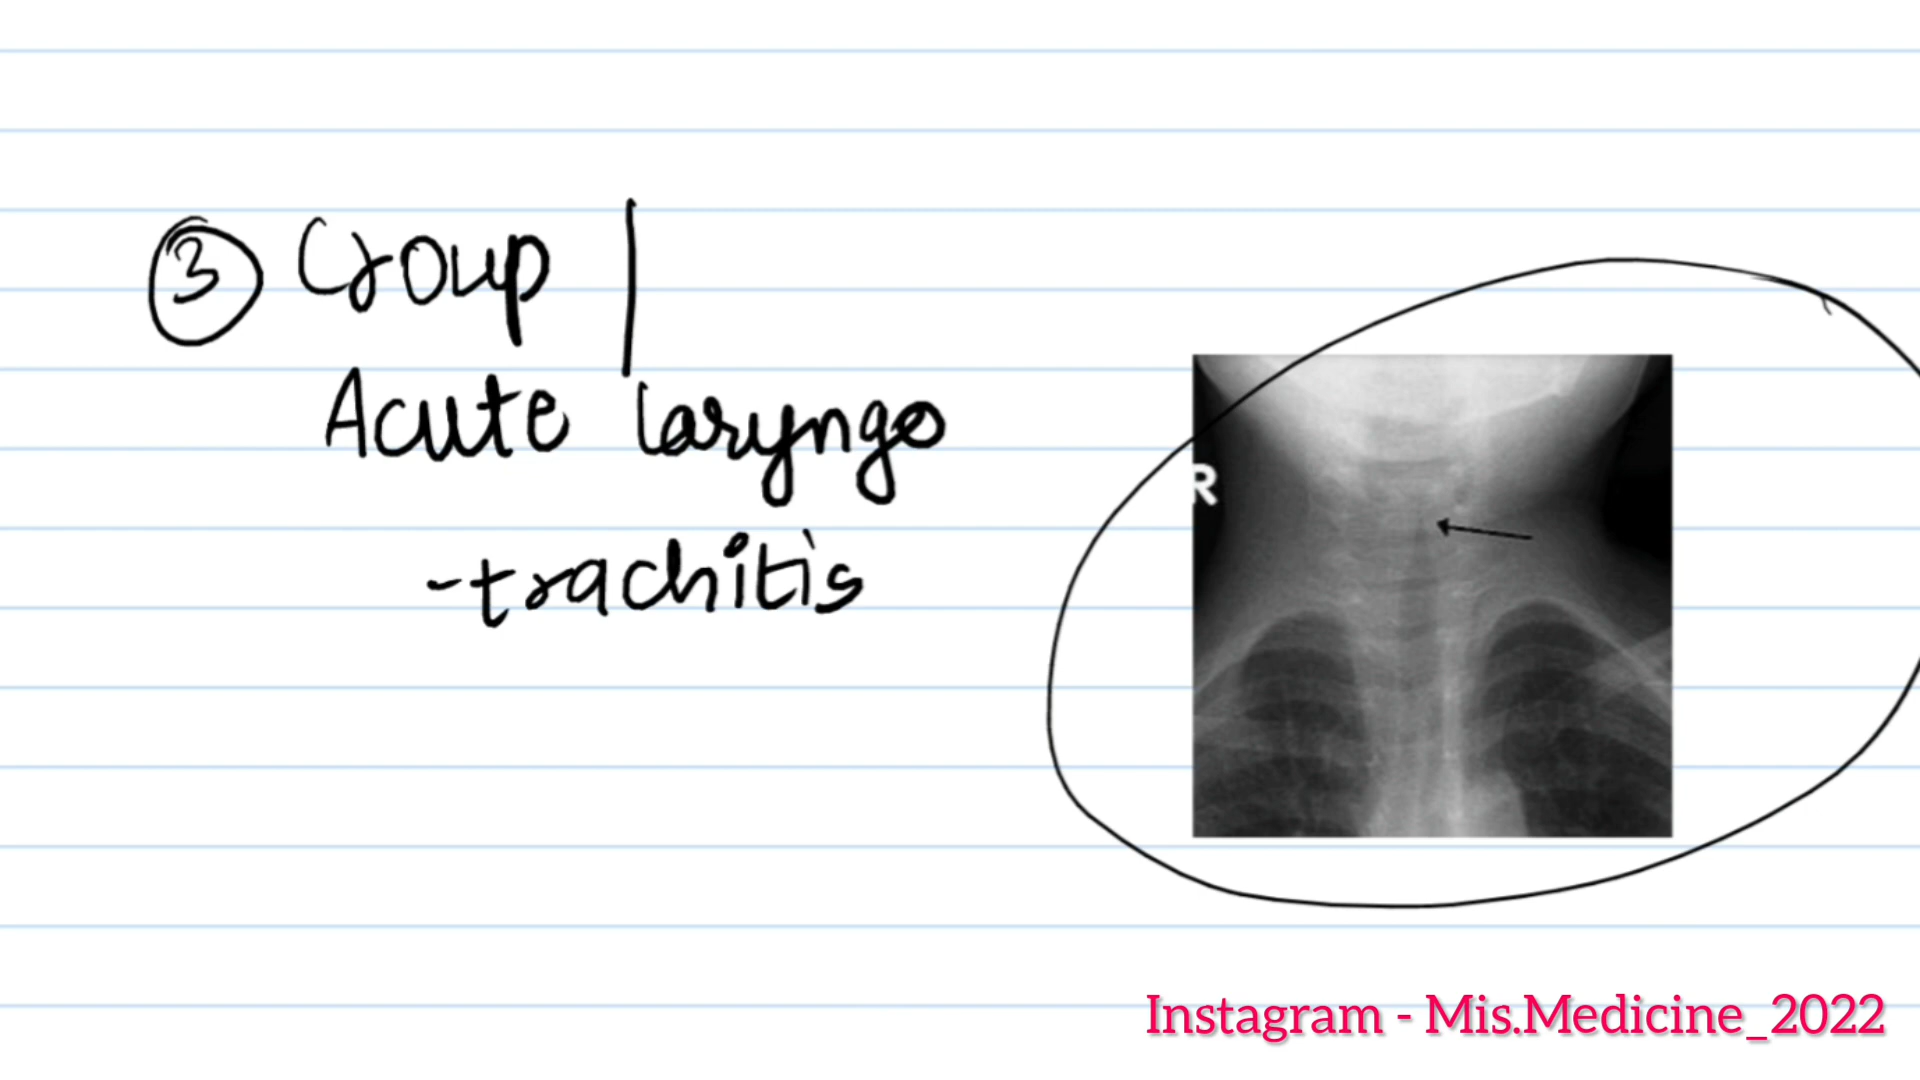 3 Croup |
Acute laryngo
-trachitis
R
Instagram - Mis.Medicine_2022